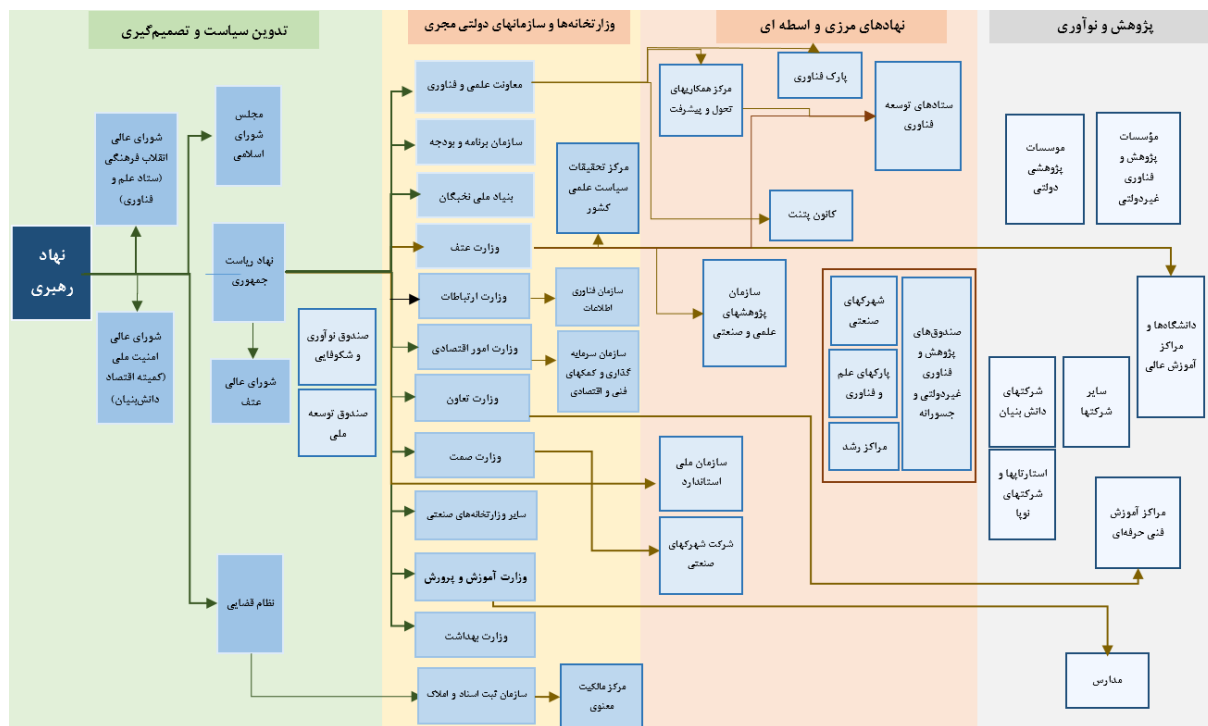 تدوین سیاست و تصمیم‌گیری
وزارتخانه‌ها و سازمانهای دولتی مجری
نهادهای مرزی و اسطه ای
پژوهش و نوآوری
نهاد
رهبری
شورای عالی
انقلاب فرهنگی
(ستاد علم و
فناوری)
شورای عالی
امنیت ملی
(کمیته اقتصاد
دانش‌بنیان)
مجلس
شورای
اسلامی
نهاد ریاست
جمهوری
شورای عالی
عتف
نظام قضایی
صندوق نوآوری
و شکوفایی
صندوق توسعه
ملی
معاونت علمی و فناوری
سازمان برنامه و بودجه
بنیاد ملی نخبگان
وزارت عتف
وزارت ارتباطات
وزارت امور اقتصادی
وزارت تعاون
وزارت صمت
سایر وزارتخانه‌های صنعتی
وزارت آموزش و پرورش
وزارت بهداشت
سازمان ثبت اسناد و املاک
مرکز تحقیقات
سیاست علمی
کشور
سازمان فناوری
اطلاعات
سازمان سرمایه
گذاری و کمکهای
فنی و اقتصادی
مرکز مالکیت
معنوی
مرکز همکاریهای
تحول و پیشرفت
پارک فناوری
ستادهای توسعه
فناوری
کانون پتنت
سازمان
پژوهشهای
علمی و صنعتی
شهرکهای
صنعتی
پارکهای علم
و فناوری
مراکز رشد
صندوق‌های
پژوهش و
فناوری
غیردولتی و
جسورانه
سازمان ملی
استاندارد
شرکت شهرکهای
صنعتی
موسسات
پژوهشی
دولتی
مؤسسات
پژوهش و
فناوری
غیردولتی
دانشگاه‌ها و
مراکز
آموزش عالی
شرکتهای
دانش بنیان
سایر
شرکتها
استارتاپها و
شرکتهای
نوپا
مراکز آموزش
فنی حرفه‌ای
مدارس